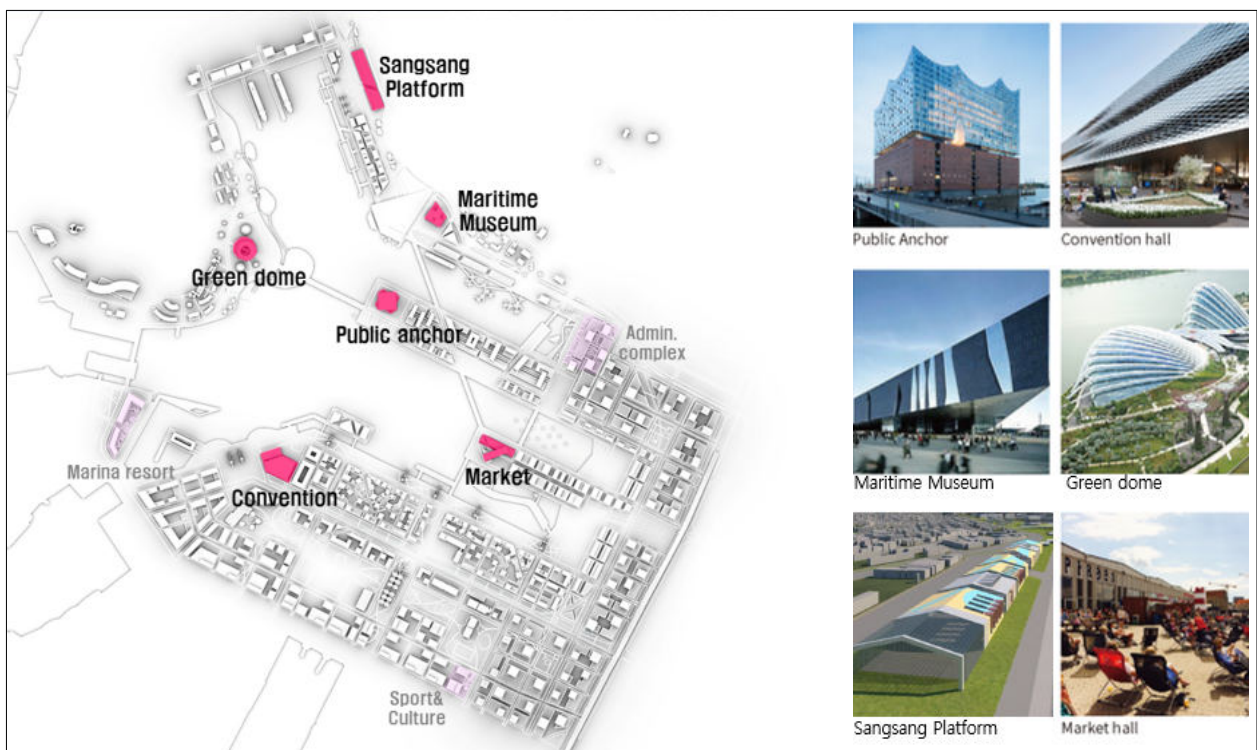 Sangsang
Platform
Maritime
Museum
Green dome
Public anchor
Admin.
complex
Marina resort
Convention
Market
Sport&
Culture
Public Anchor
Convention hall
Maritime Museum
Green dome
Sangsang Platform
Market hall